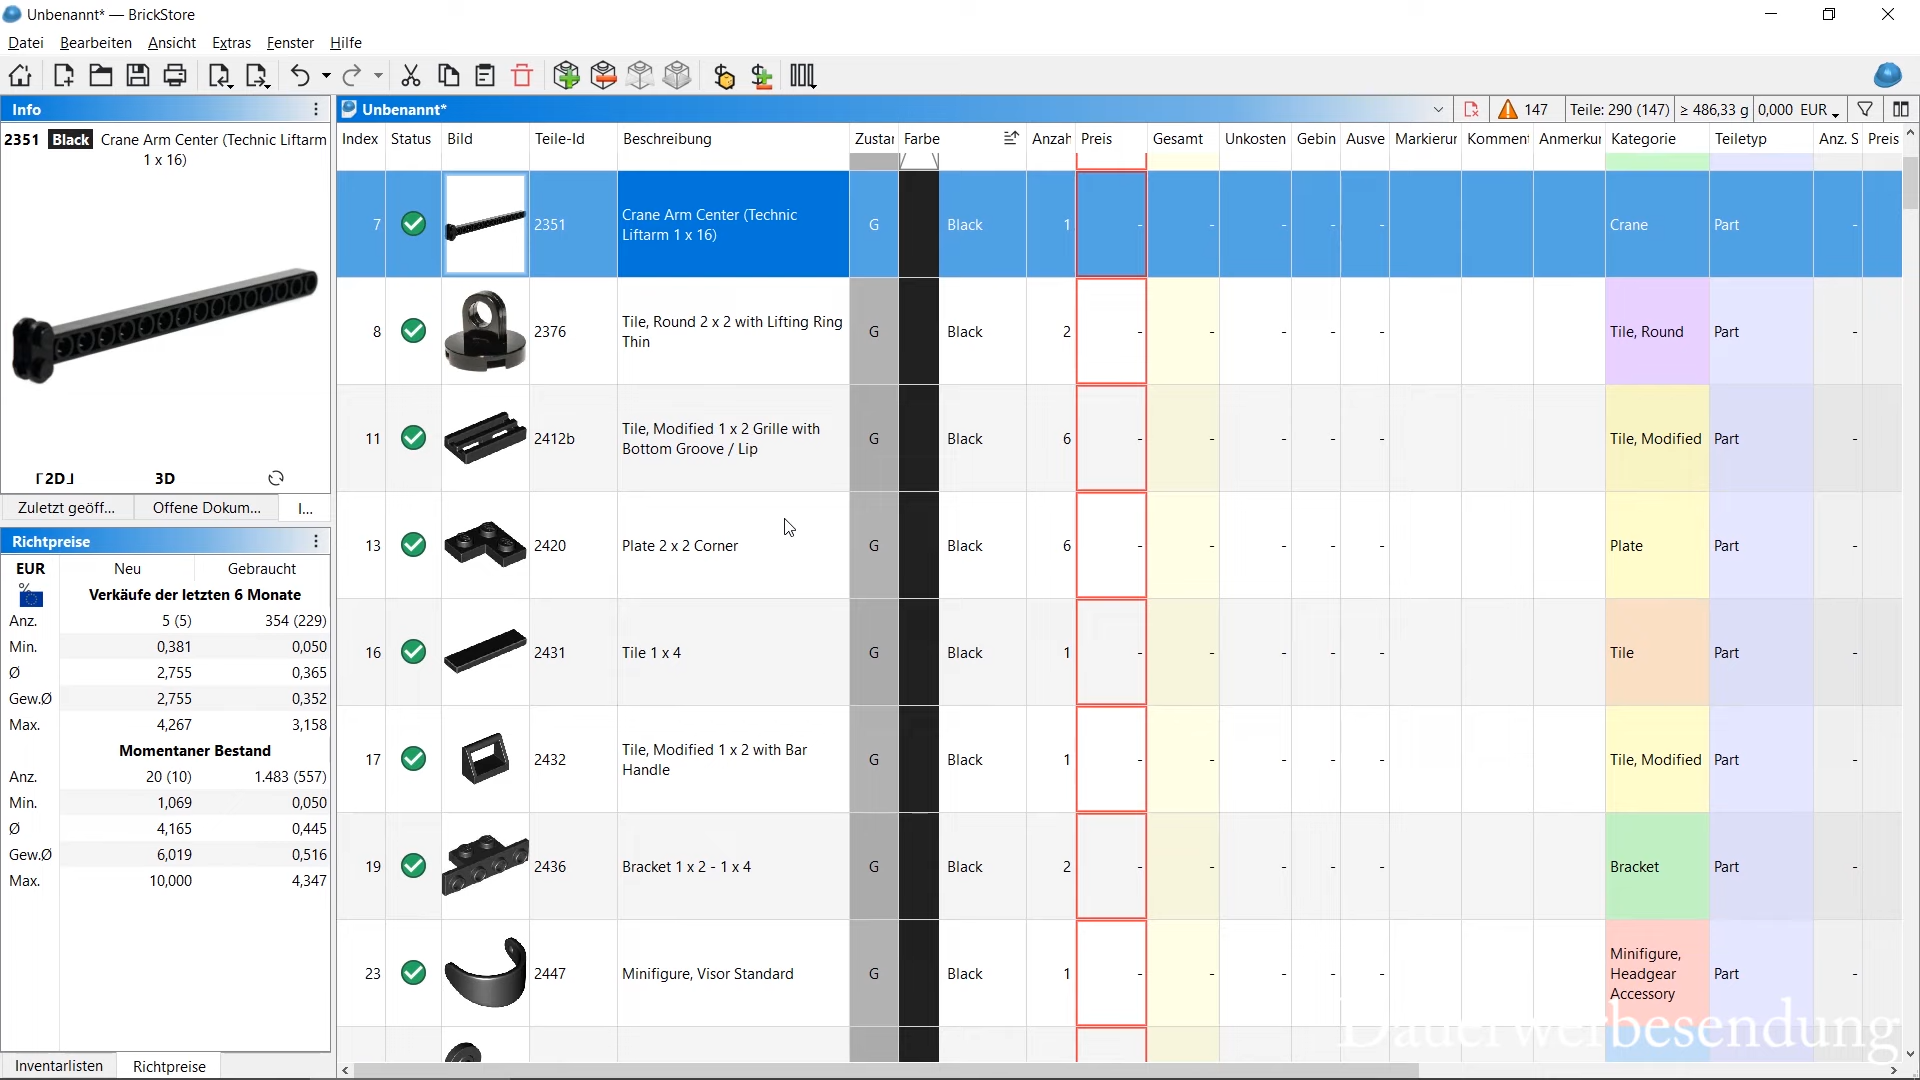 Unbenannt* — BrickStore
Datei Bearbeiten Ansicht Extras Fenster Hilfe
Info
2351 Black Crane Arm Center (Technic Liftarm
1 x 16)
2D 3D
Zuletzt geöff... Offene Dokum... I...
Richtpreise
EUR Neu Gebraucht
Verkäufe der letzten 6 Monate
Anz. 5 (5) 354 (229)
Min. 0,381 0,050
Ø 2,755 0,365
Gew.Ø 2,755 0,352
Max. 4,267 3,158
Momentaner Bestand
Anz. 20 (10) 1.483 (557)
Min. 1,069 0,050
Ø 4,165 0,445
Gew.Ø 6,019 0,516
Max. 10,000 4,347
Inventarlisten Richtpreise
Unbenannt* 147 Teile: 290 (147) ≥ 486,33 g 0,000 EUR
Index Status Bild Teile-Id Beschreibung Zustar Farbe Anzah Preis Gesamt Unkosten Gebin Ausve Markierur Komment Anmerkur Kategorie Teiletyp Anz. S Preis
7 2351 Crane Arm Center (Technic
Liftarm 1 x 16) G Black 1 - - - - - Crane Part -
8 2376 Tile, Round 2 x 2 with Lifting Ring
Thin G Black 2 - - - - - Tile, Round Part -
11 2412b Tile, Modified 1 x 2 Grille with
Bottom Groove / Lip G Black 6 - - - - - Tile, Modified Part -
13 2420 Plate 2 x 2 Corner G Black 6 - - - - - Plate Part -
16 2431 Tile 1 x 4 G Black 1 - - - - - Tile Part -
17 2432 Tile, Modified 1 x 2 with Bar
Handle G Black 1 - - - - - Tile, Modified Part -
19 2436 Bracket 1 x 2 - 1 x 4 G Black 2 - - - - - Bracket Part -
23 2447 Minifigure, Visor Standard G Black 1 - - - - - Minifigure,
Headgear
Accessory Part -
Dauerwerbesendung